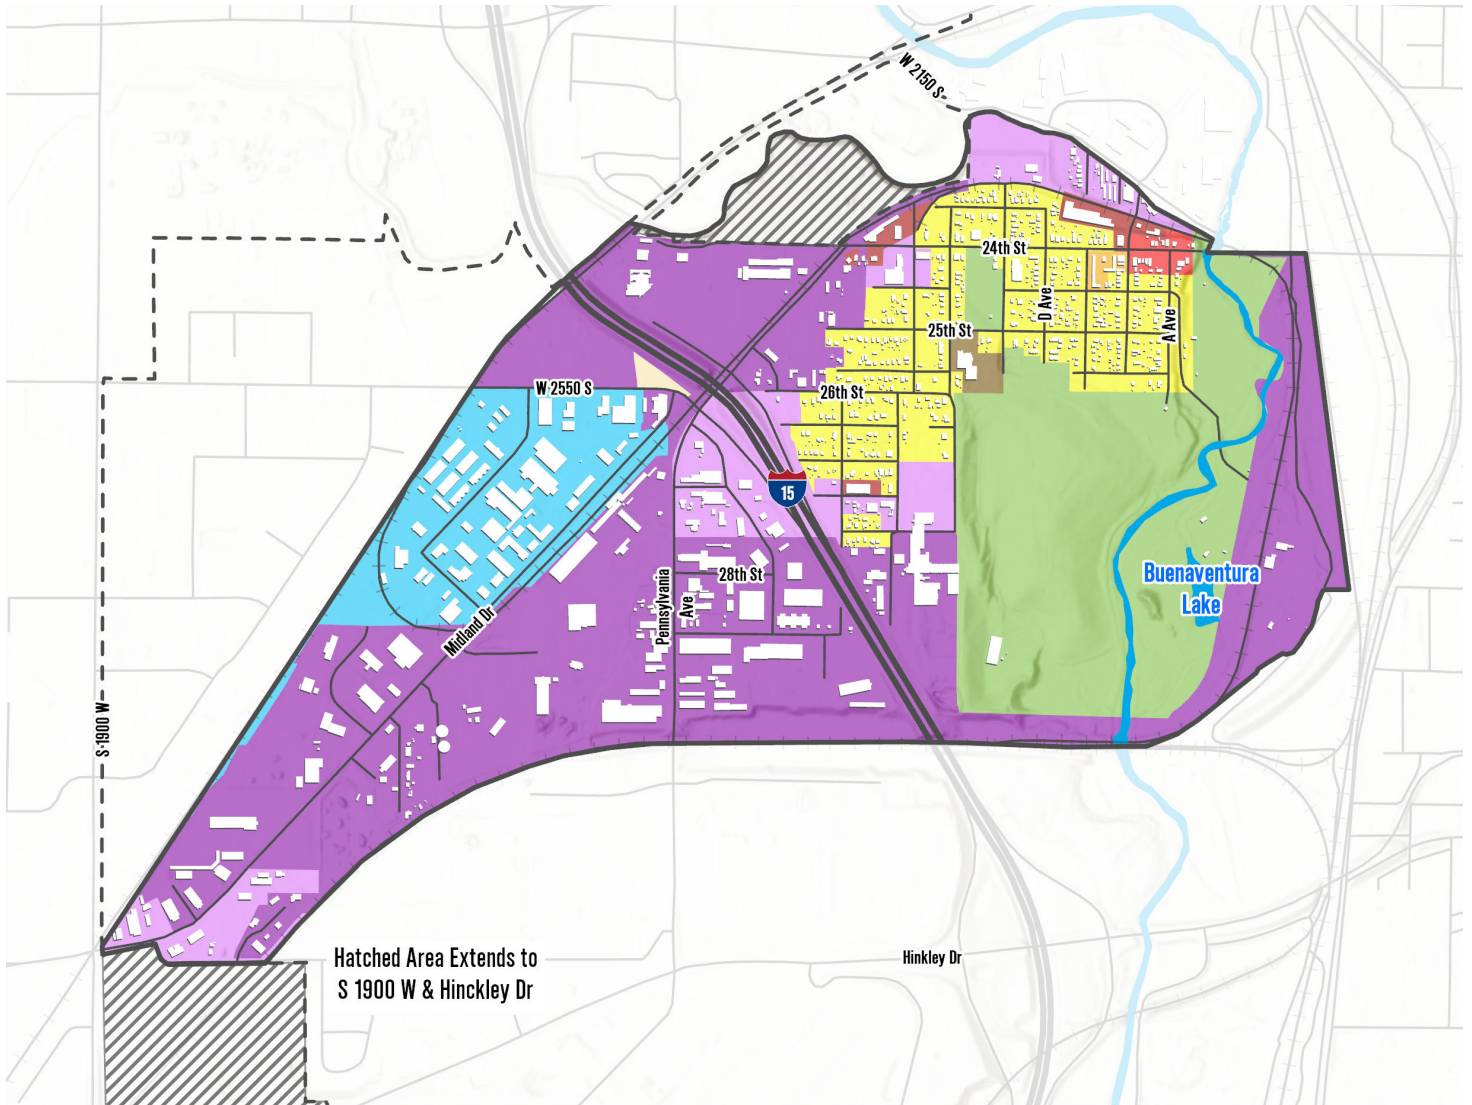 W 2150 S
24th St
D Ave
A Ave
25th St
W 2550 S
26th St
15
28th St
Pennsylvania
Ave
Buenaventura
Lake
Midland Dr
S 1900 W
Hatched Area Extends to
S 1900 W & Hinckley Dr
Hinkley Dr